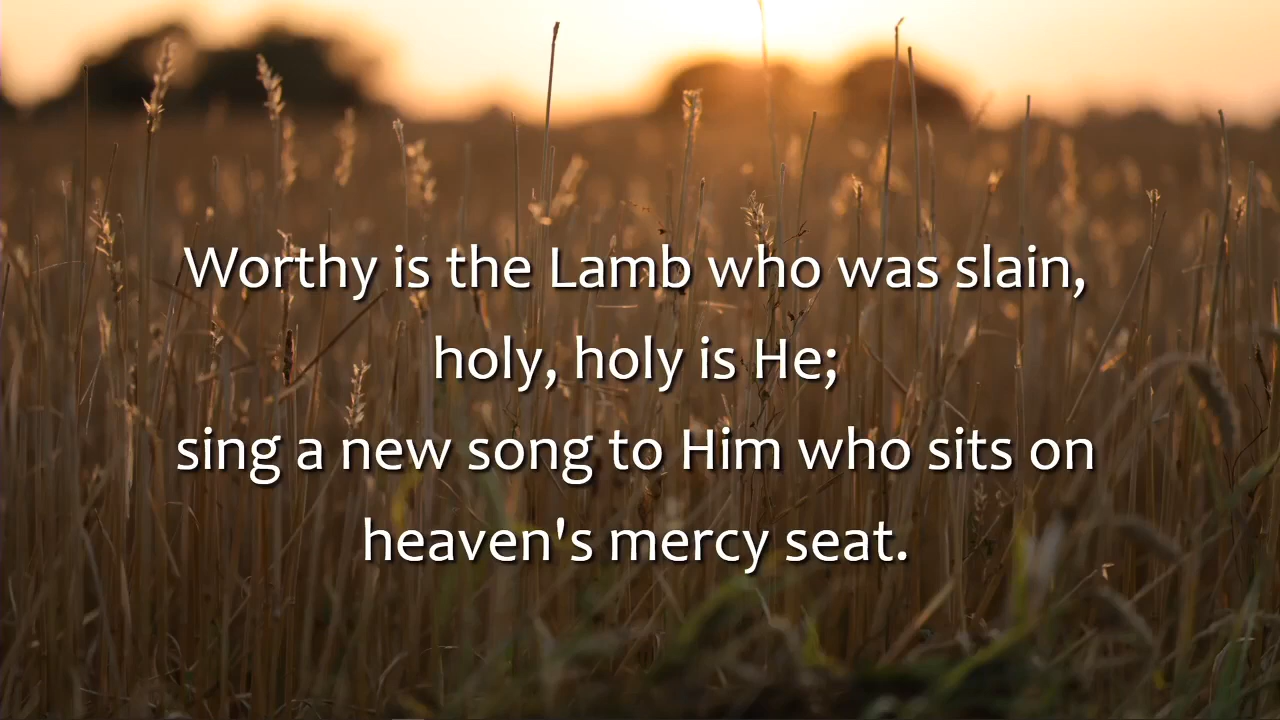 Worthy is the Lamb who was slain,
holy, holy is He;
sing a new song to Him who sits on
heaven's mercy seat.